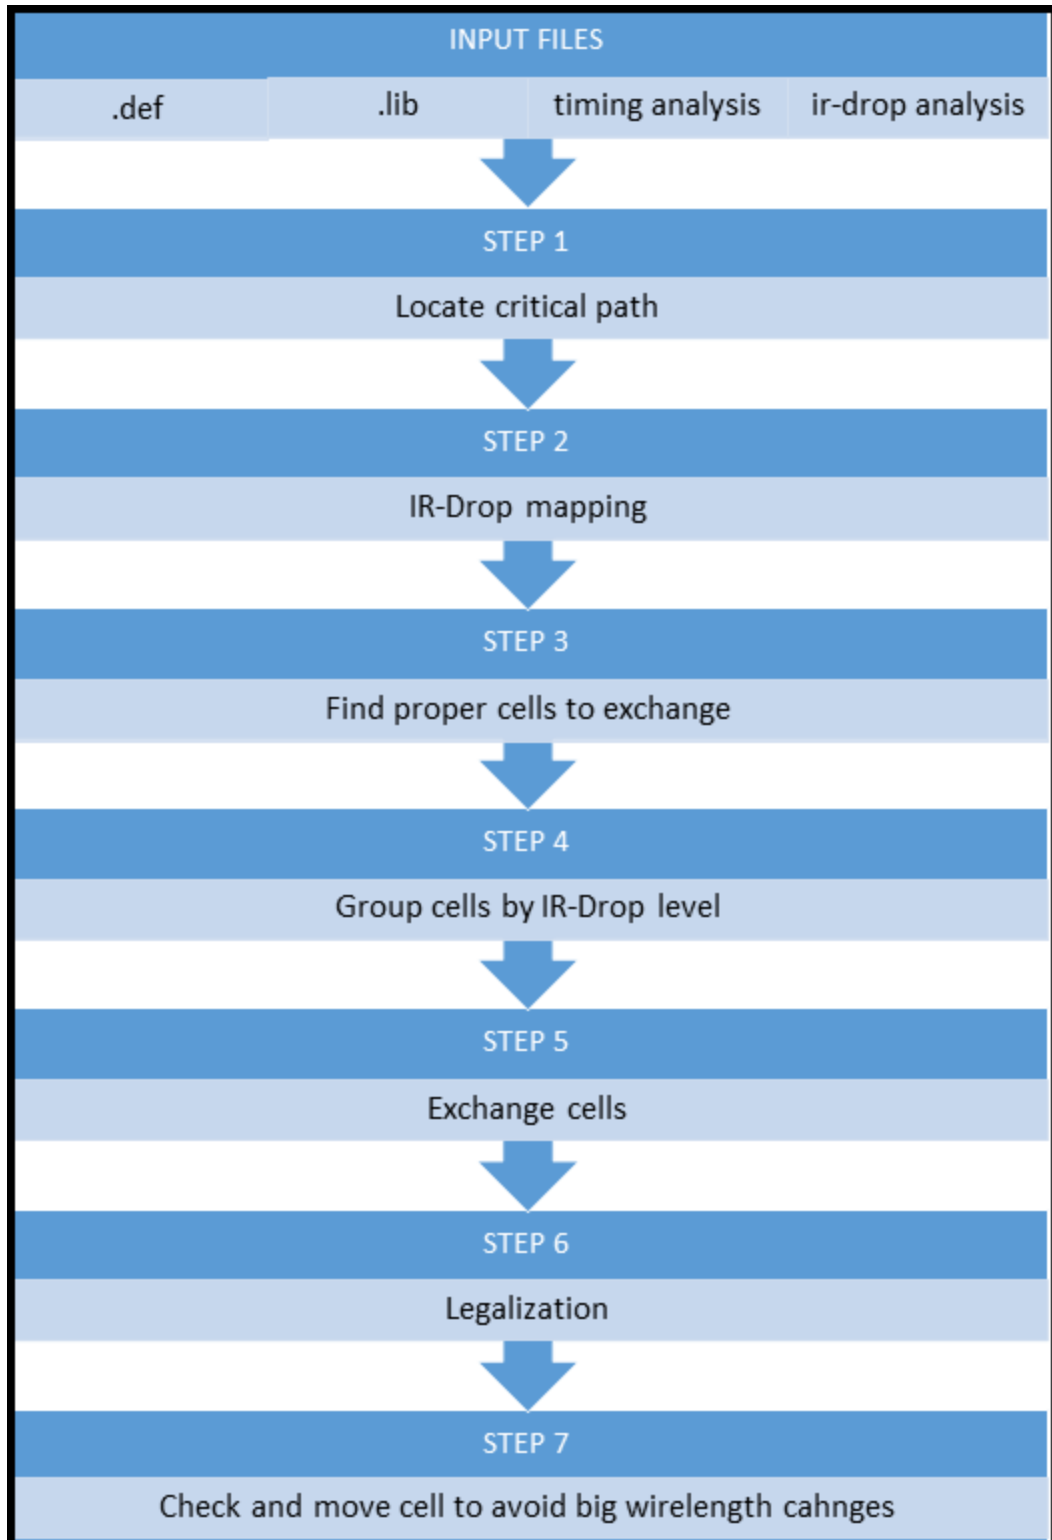 INPUT FILES
.def .lib timing analysis ir-drop analysis
STEP 1
Locate critical path
STEP 2
IR-Drop mapping
STEP 3
Find proper cells to exchange
STEP 4
Group cells by IR-Drop level
STEP 5
Exchange cells
STEP 6
Legalization
STEP 7
Check and move cell to avoid big wirelength cahnges